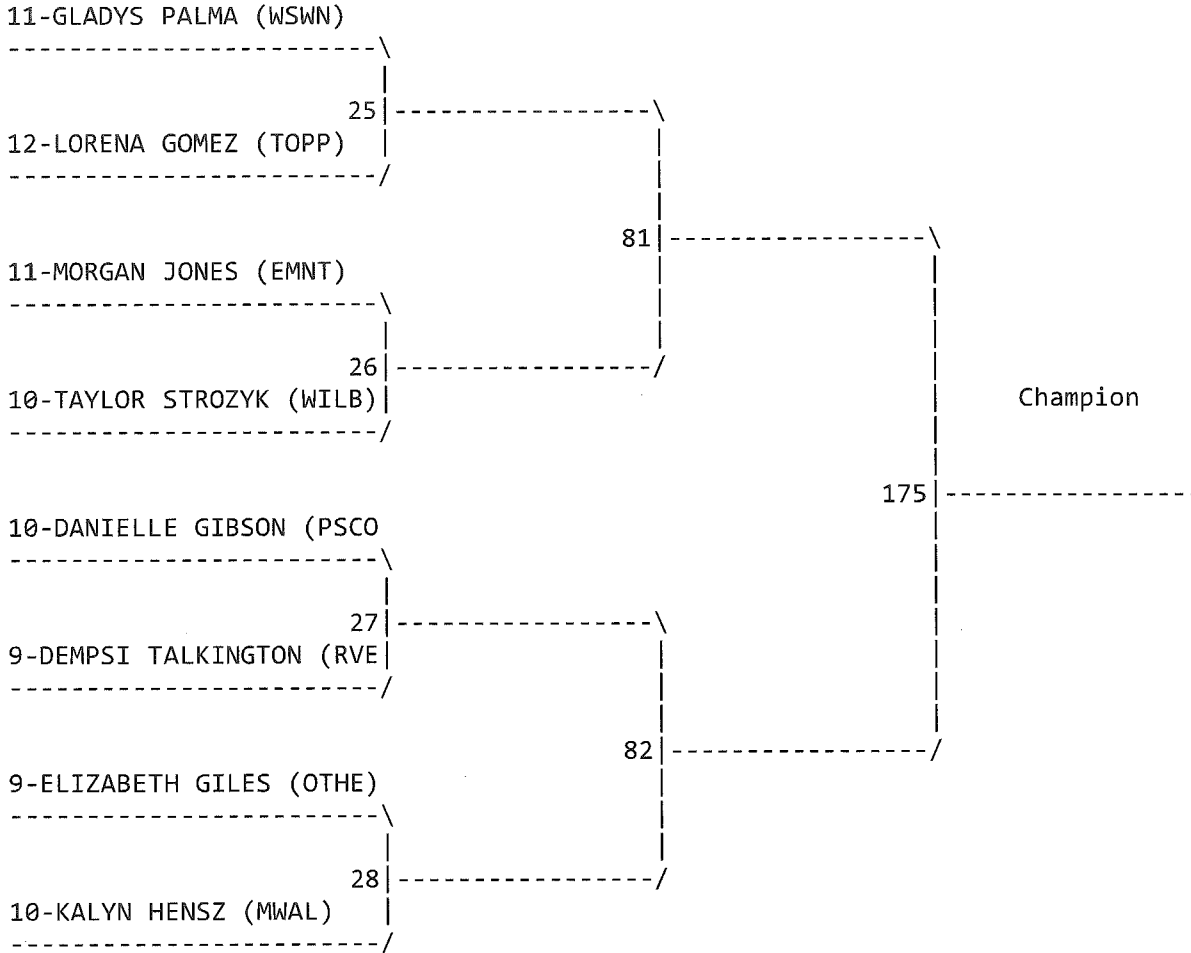 11-GLADYS PALMA (WSWN)
25
12-LORENA GOMEZ (TOPP)
81
11-MORGAN JONES (EMNT)
26
10-TAYLOR STROZYK (WILB)
Champion
175
10-DANIELLE GIBSON (PSCO
27
9-DEMPSI TALKINGTON (RVE
82
9-ELIZABETH GILES (OTHE)
28
10-KALYN HENSZ (MWAL)